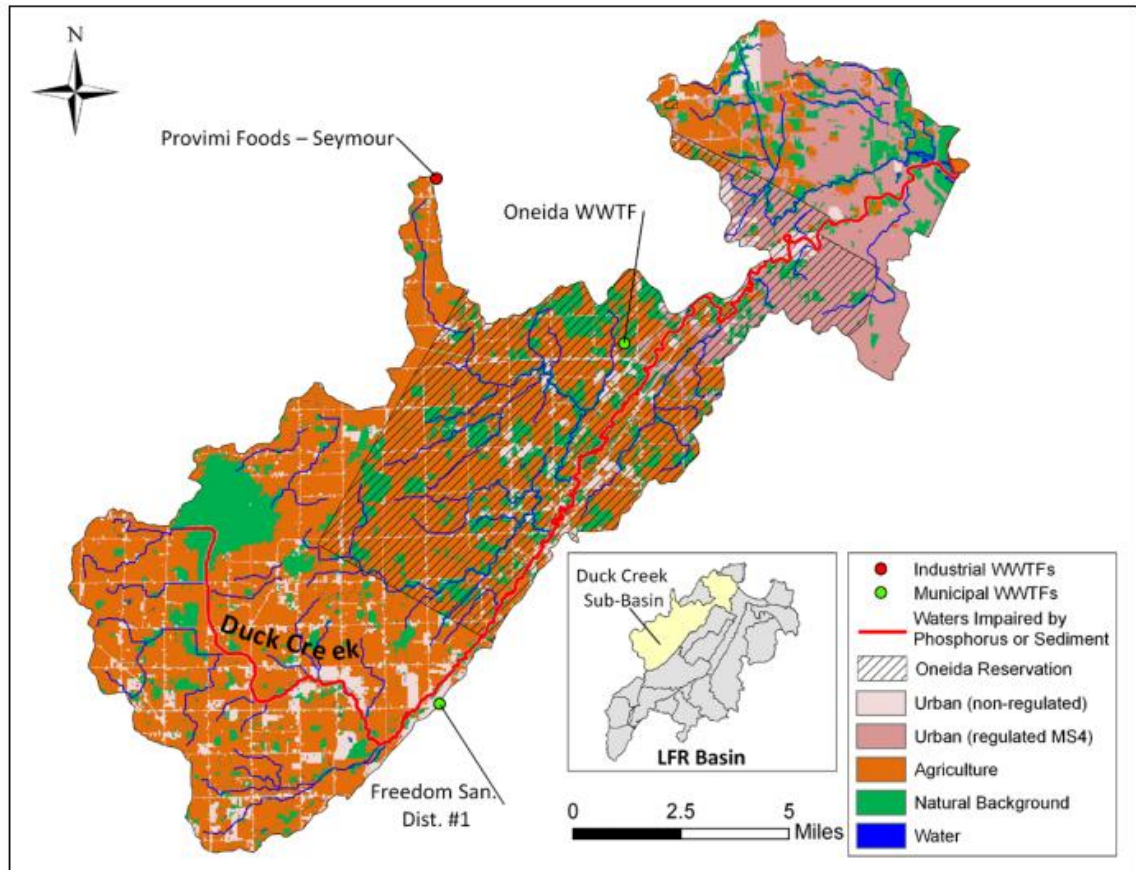 N
Provimi Foods – Seymour
Oneida WWTF
Duck Cre ek
Freedom San.
Dist. #1
Duck Creek
Sub-Basin
LFR Basin
0 2.5 5
Miles
Industrial WWTFs
Municipal WWTFs
Waters Impaired by
Phosphorus or Sediment
Oneida Reservation
Urban (non-regulated)
Urban (regulated MS4)
Agriculture
Natural Background
Water